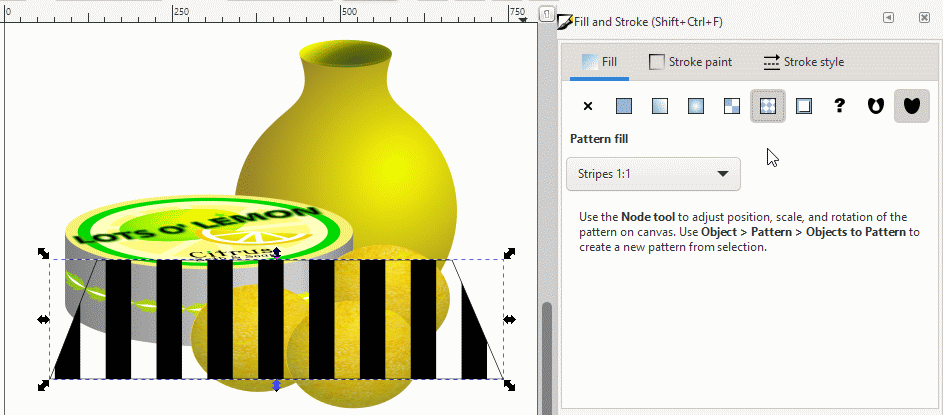 0 250 500 750
Fill and Stroke (Shift+Ctrl+F)
Fill Stroke paint Stroke style
?
Pattern fill
Stripes 1:1
Use the Node tool to adjust position, scale, and rotation of the
pattern on canvas. Use Object > Pattern > Objects to Pattern to
create a new pattern from selection.
LOTS O' LEMON
Citrus